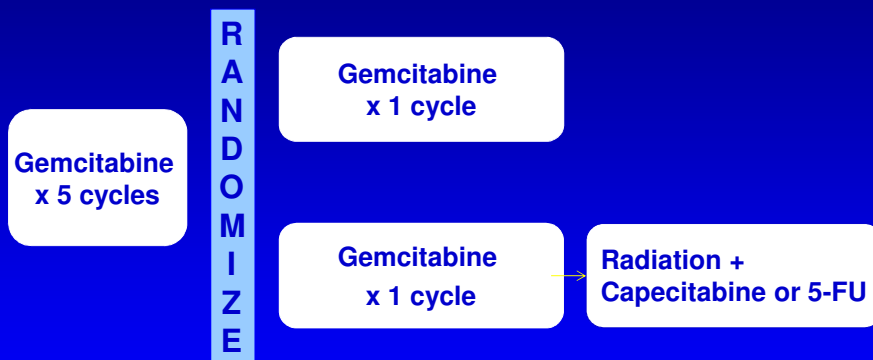 Gemcitabine
x 5 cycles
R
A
N
D
O
M
I
Z
E
Gemcitabine
x 1 cycle
Gemcitabine
x 1 cycle
Radiation +
Capecitabine or 5-FU